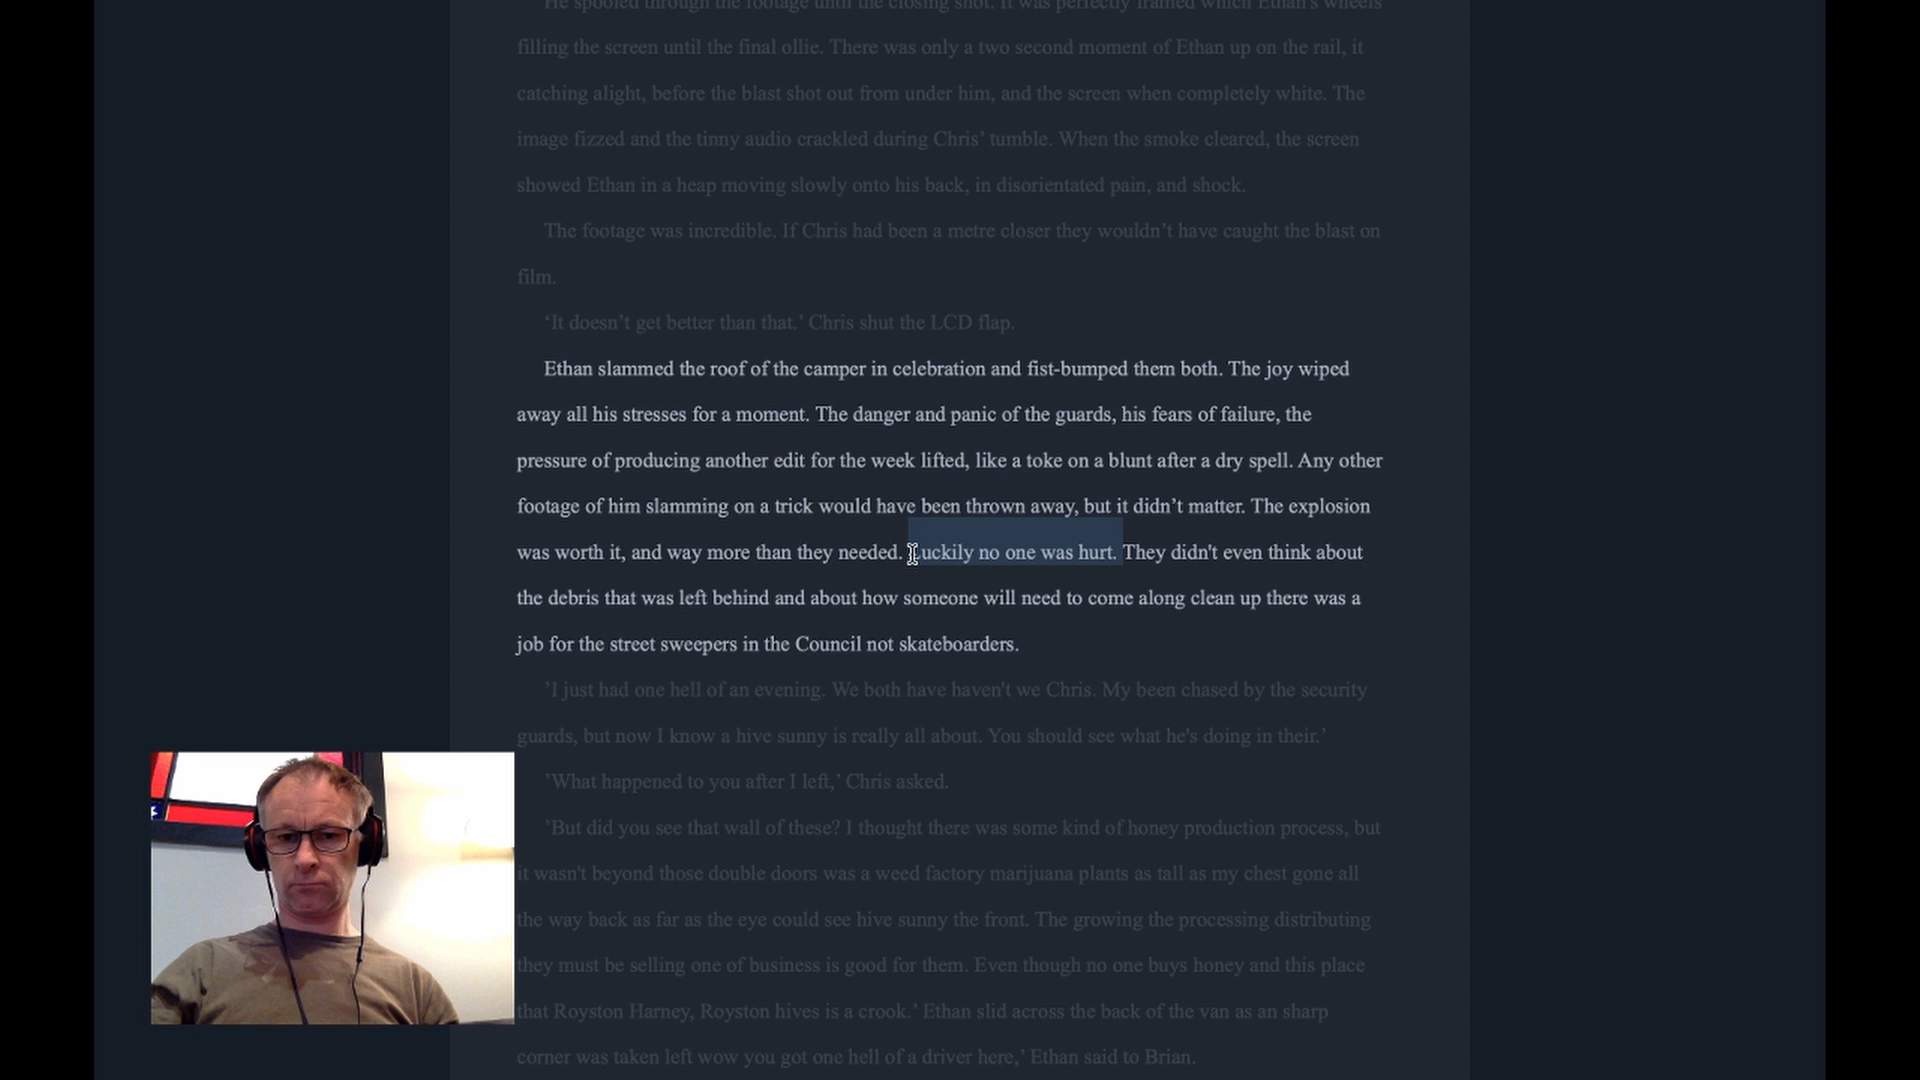 He spooled through the footage until the closing shot. It was perfectly framed which Ethan's wheels
filling the screen until the final ollie. There was only a two second moment of Ethan up on the rail, it
catching alight, before the blast shot out from under him, and the screen when completely white. The
image fizzed and the tinny audio crackled during Chris’ tumble. When the smoke cleared, the screen
showed Ethan in a heap moving slowly onto his back, in disorientated pain, and shock.
The footage was incredible. If Chris had been a metre closer they wouldn’t have caught the blast on
film.
‘It doesn’t get better than that.’ Chris shut the LCD flap.
Ethan slammed the roof of the camper in celebration and fist-bumped them both. The joy wiped
away all his stresses for a moment. The danger and panic of the guards, his fears of failure, the
pressure of producing another edit for the week lifted, like a toke on a blunt after a dry spell. Any other
footage of him slamming on a trick would have been thrown away, but it didn’t matter. The explosion
was worth it, and way more than they needed. Luckily no one was hurt. They didn't even think about
the debris that was left behind and about how someone will need to come along clean up there was a
job for the street sweepers in the Council not skateboarders.
’I just had one hell of an evening. We both have haven't we Chris. My been chased by the security
guards, but now I know a hive sunny is really all about. You should see what he's doing in their.’
’What happened to you after I left,’ Chris asked.
’But did you see that wall of these? I thought there was some kind of honey production process, but
it wasn't beyond those double doors was a weed factory marijuana plants as tall as my chest gone all
the way back as far as the eye could see hive sunny the front. The growing the processing distributing
they must be selling one of business is good for them. Even though no one buys honey and this place
that Royston Harney, Royston hives is a crook.’ Ethan slid across the back of the van as an sharp
corner was taken left wow you got one hell of a driver here,’ Ethan said to Brian.